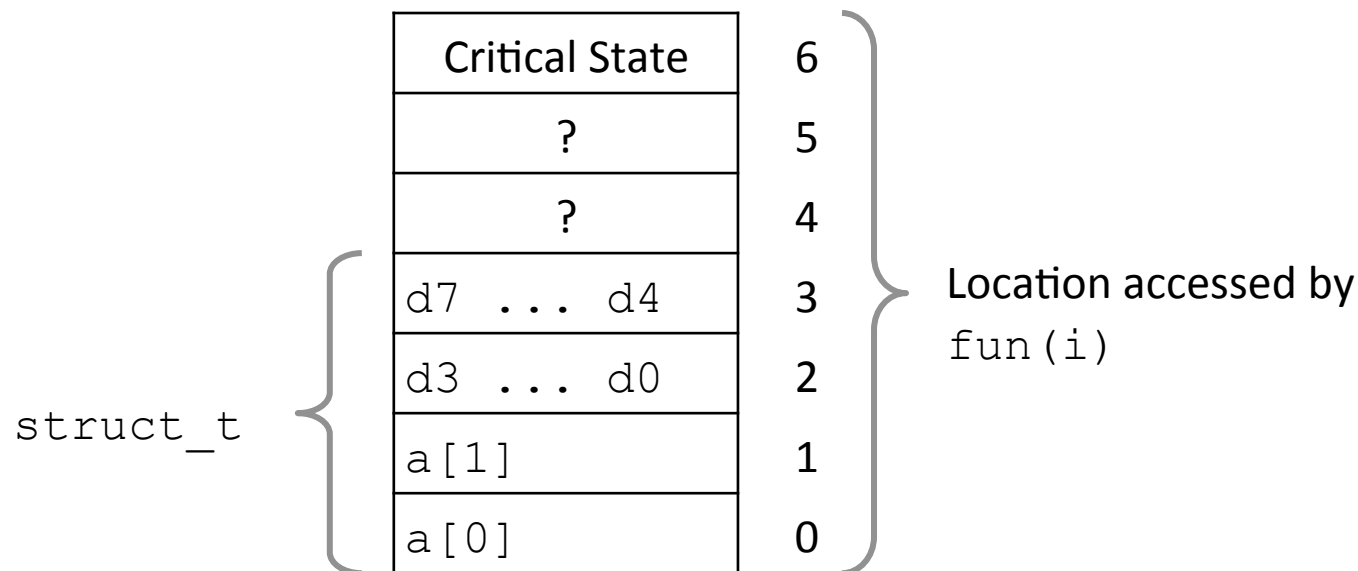 Critical State 6
? 5
? 4
d7 ... d4 3
d3 ... d0 2
a[1] 1
a[0] 0
struct_t
Location accessed by
fun(i)